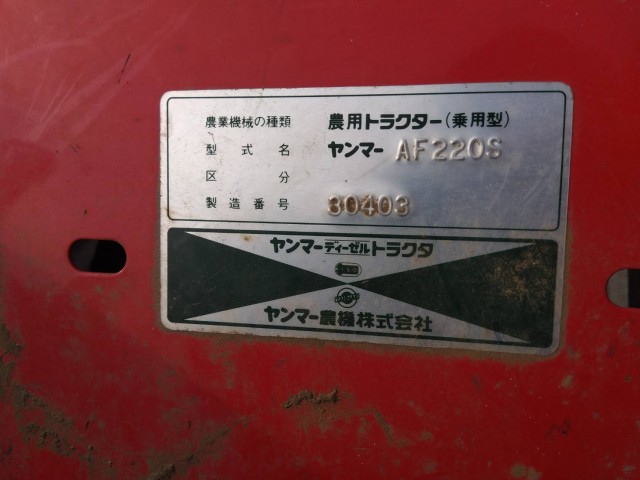 農業機械の種類 農用トラクター(乗用型)
型式名 ヤンマー AF220S
区分
製造番号 30403
ヤンマーディーゼルトラクタ
ヤンマー農機株式会社